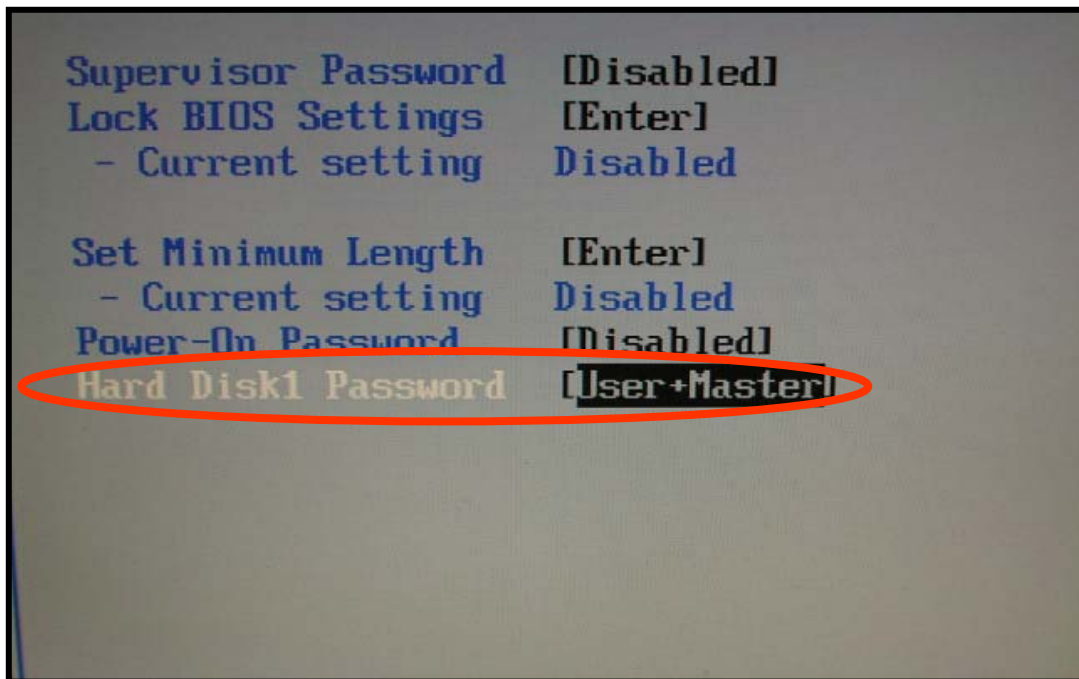 Supervisor Password [Disabled]
Lock BIOS Settings [Enter]
- Current setting Disabled
Set Minimum Length [Enter]
- Current setting Disabled
Power-On Password [Disabled]
Hard Disk1 Password [User+Master]